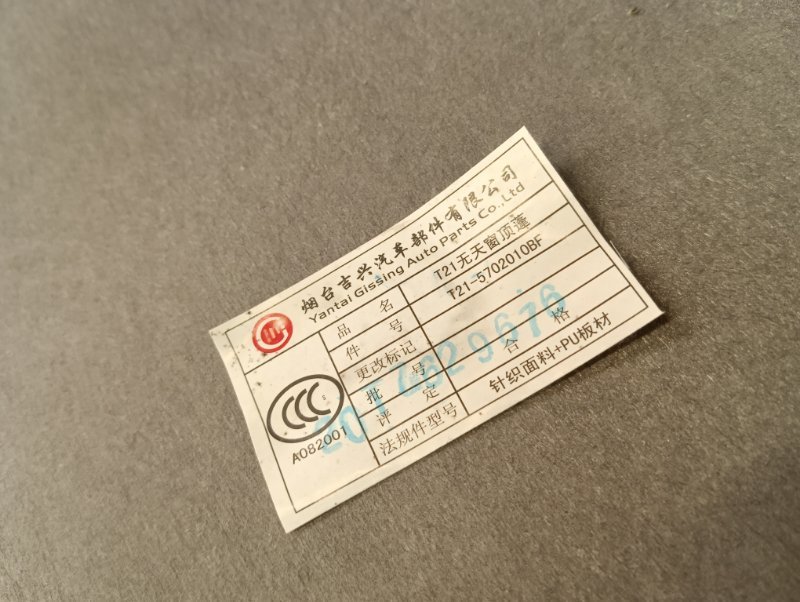 烟台吉兴汽车部件有限公司
Yantai Gissing Auto Parts Co.,Ltd
品 名 T21无天窗顶蓬
件 号 T21-5702010BF
更改标记
批 号
评 定 合 格
法规件型号 针织面料+PU板材
CCC S
A082001